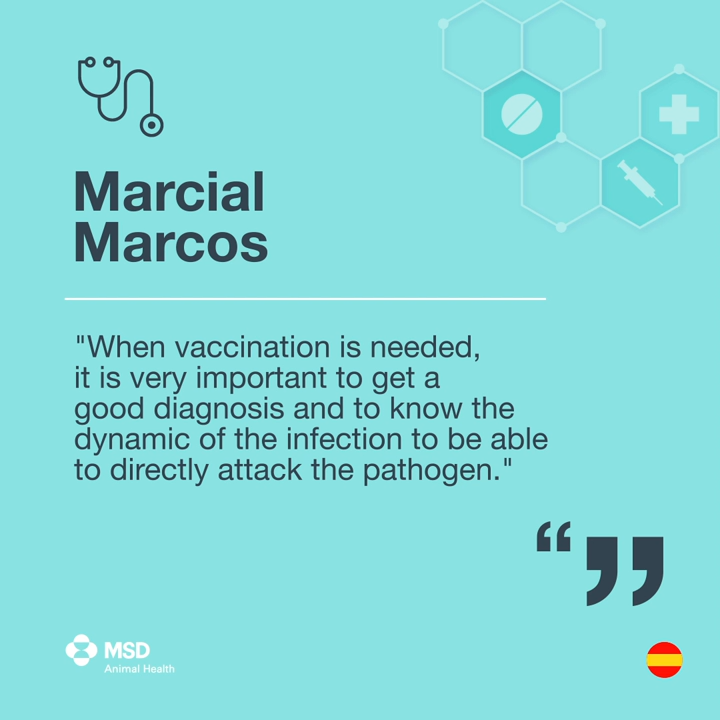 Marcial
Marcos
"When vaccination is needed,
it is very important to get a
good diagnosis and to know the
dynamic of the infection to be able
to directly attack the pathogen."
“ ”
MSD
Animal Health